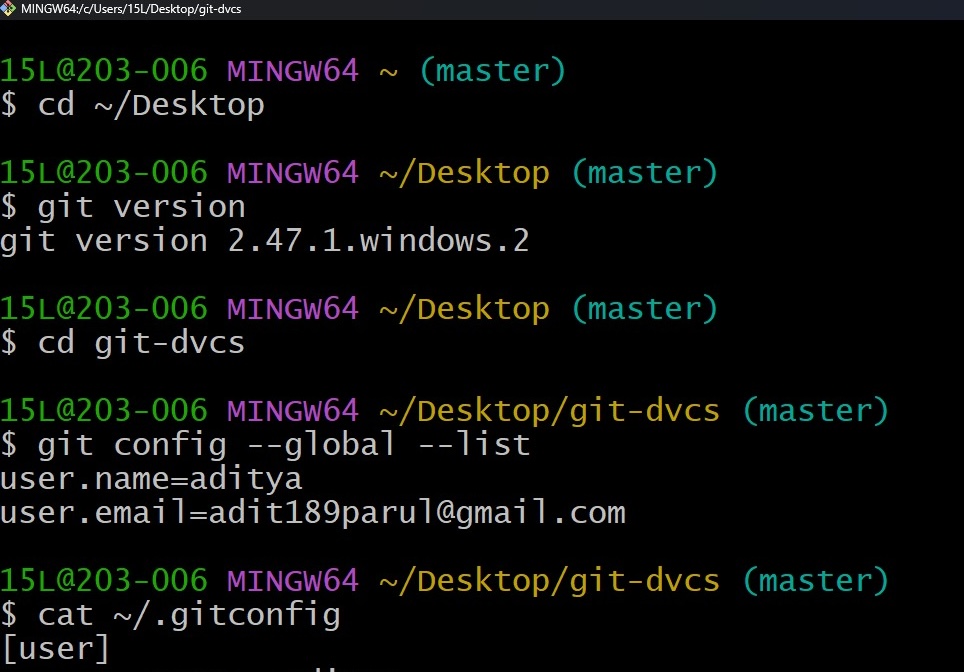 MINGW64:/c/Users/15L/Desktop/git-dvcs
15L@203-006 MINGW64 ~ (master)
$ cd ~/Desktop
15L@203-006 MINGW64 ~/Desktop (master)
$ git version
git version 2.47.1.windows.2
15L@203-006 MINGW64 ~/Desktop (master)
$ cd git-dvcs
15L@203-006 MINGW64 ~/Desktop/git-dvcs (master)
$ git config --global --list
user.name=aditya
user.email=adit189parul@gmail.com
15L@203-006 MINGW64 ~/Desktop/git-dvcs (master)
$ cat ~/.gitconfig
[user]